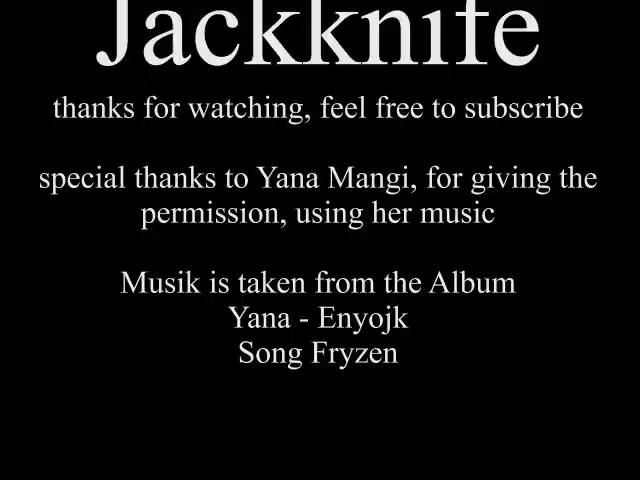 Jackknife
thanks for watching, feel free to subscribe
special thanks to Yana Mangi, for giving the
permission, using her music
Musik is taken from the Album
Yana - Enyojk
Song Fryzen